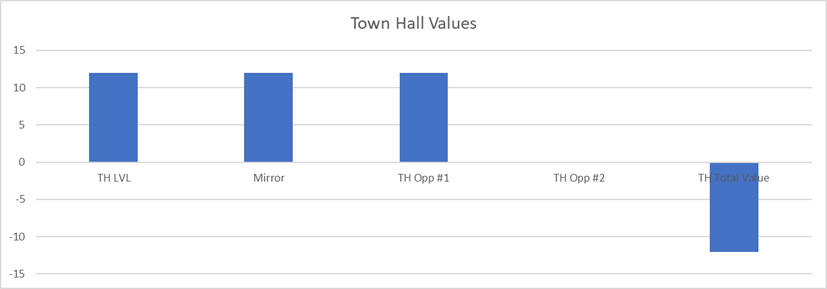 Town Hall Values
15
10
5
0
-5
-10
-15
TH LVL
Mirror
TH Opp #1
TH Opp #2
TH Total Value